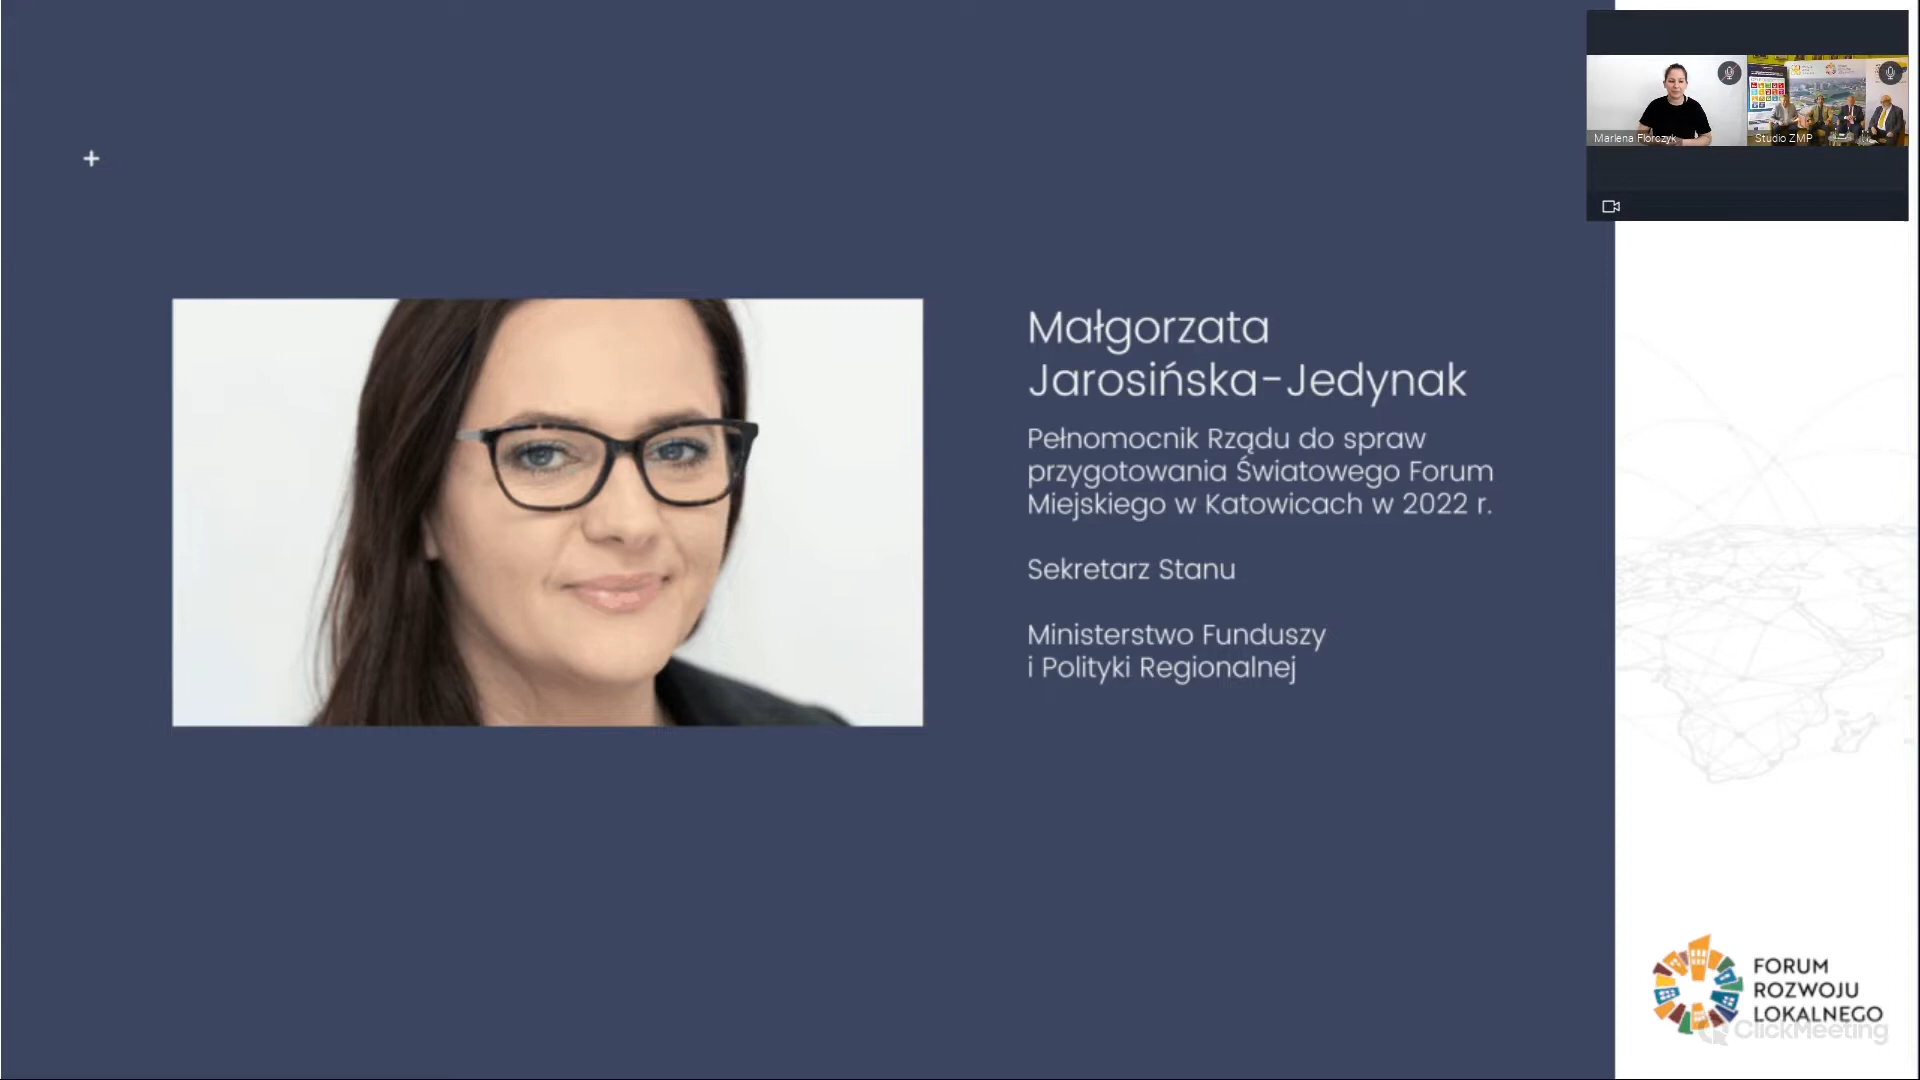 Małgorzata
Jarosińska-Jedynak
Pełnomocnik Rządu do spraw
przygotowania Światowego Forum
Miejskiego w Katowicach w 2022 r.
Sekretarz Stanu
Ministerstwo Funduszy
i Polityki Regionalnej
Marlena Florczyk
Studio ZMP
FORUM
ROZWOJU
LOKALNEGO
ClickMeeting